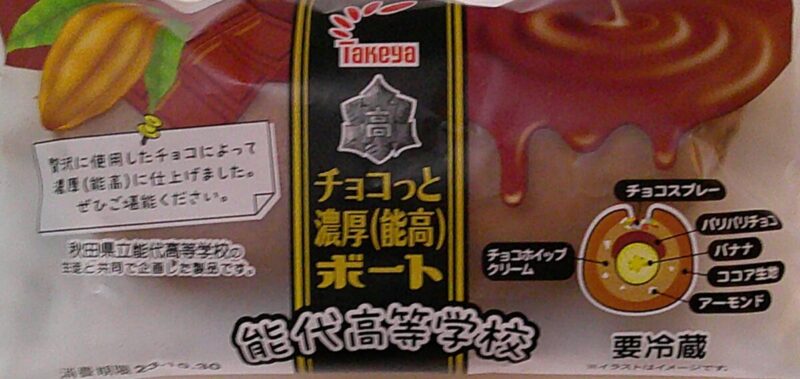 Takeya
高
チョコっと
濃厚(能高)
ボート
能代高等学校
贅沢に使用したチョコによって
濃厚(能高)に仕上げました。
ぜひご堪能ください。
秋田県立能代高等学校の
生徒と共同で企画した製品です。
チョコスプレー
パリパリチョコ
バナナ
ココア生地
アーモンド
チョコホイップ
クリーム
要冷蔵
※イラストはイメージです。
消費期限